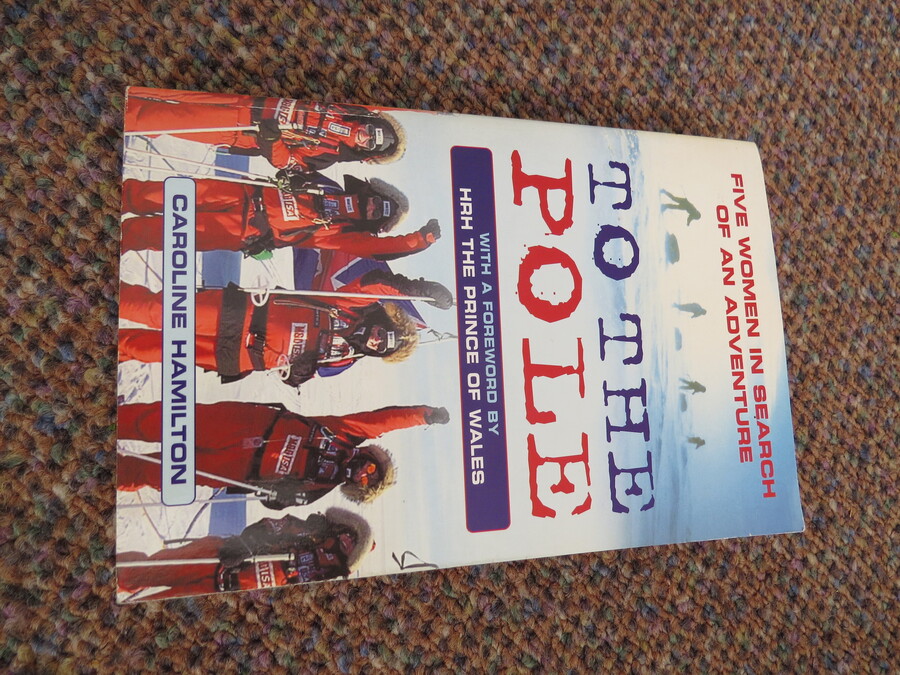 FIVE WOMEN IN SEARCH
OF AN ADVENTURE
TO THE
POLE
WITH A FOREWORD BY
HRH THE PRINCE OF WALES
CAROLINE HAMILTON